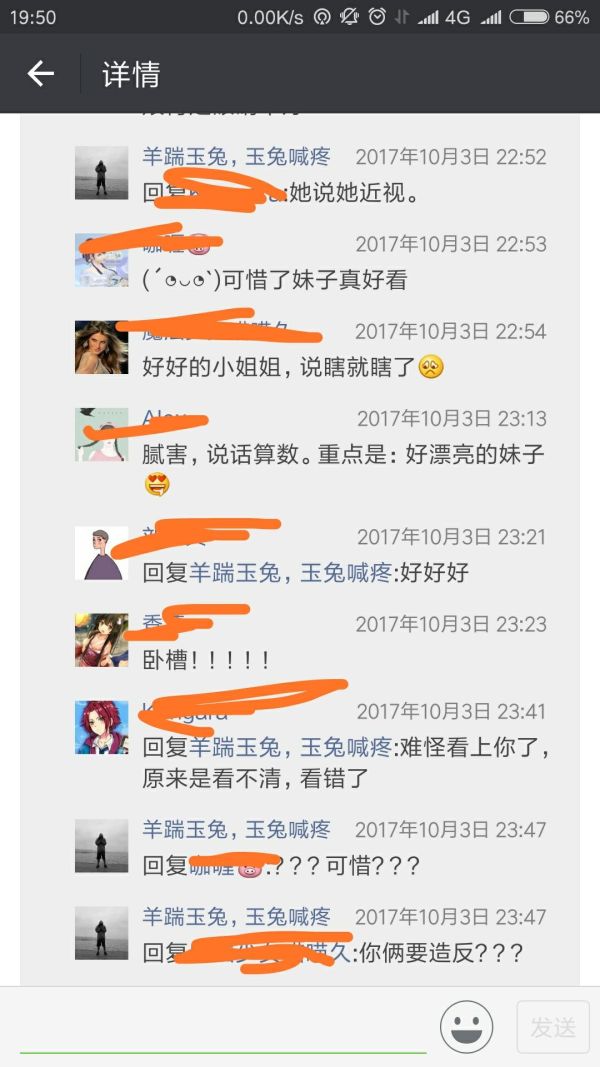 19:50 0.00K/s 4G 66%
详情
羊踹玉兔，玉兔喊疼 2017年10月3日 22:52
回复:她说她近视。
咖喱 2017年10月3日 22:53
(´◔◡◔`)可惜了妹子真好看
2017年10月3日 22:54
好好的小姐姐，说瞎就瞎了
2017年10月3日 23:13
腻害，说话算数。重点是：好漂亮的妹子
2017年10月3日 23:21
回复羊踹玉兔，玉兔喊疼:好好好
香 2017年10月3日 23:23
卧槽！！！！！
2017年10月3日 23:41
回复羊踹玉兔，玉兔喊疼:难怪看上你了，
原来是看不清，看错了
羊踹玉兔，玉兔喊疼 2017年10月3日 23:47
回复咖喱:???可惜???
羊踹玉兔，玉兔喊疼 2017年10月3日 23:47
回复喵久:你俩要造反???
发送